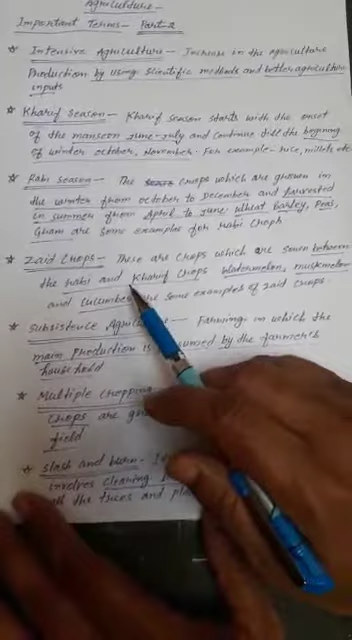 Agriculture-
Important Terms- Part-2
* Intensive Agriculture - Increase in the agriculture
Production by using scientific methods and better agriculture
inputs
* Kharif Season - Kharif season starts with the onset
of the monsoon june-july and continue till the begining
of winter october, November. For example- rice, millets etc
* Rabi season - The crops which are grown in
the winter from october to December and harvested
in summer from April to june Wheat Barley, Peas,
Gram are some examples for rabi crops
* Zaid Crops - These are crops which are sown between
the rabi and Kharif crops Watermelon, muskmelon
and cucumber are some examples of zaid crops.
* Subsistence - Farming in which the
main production is by the farmer's
household
* Multiple Cropping
crops are
field
* Slash and burn-
involves clearing
the trees and